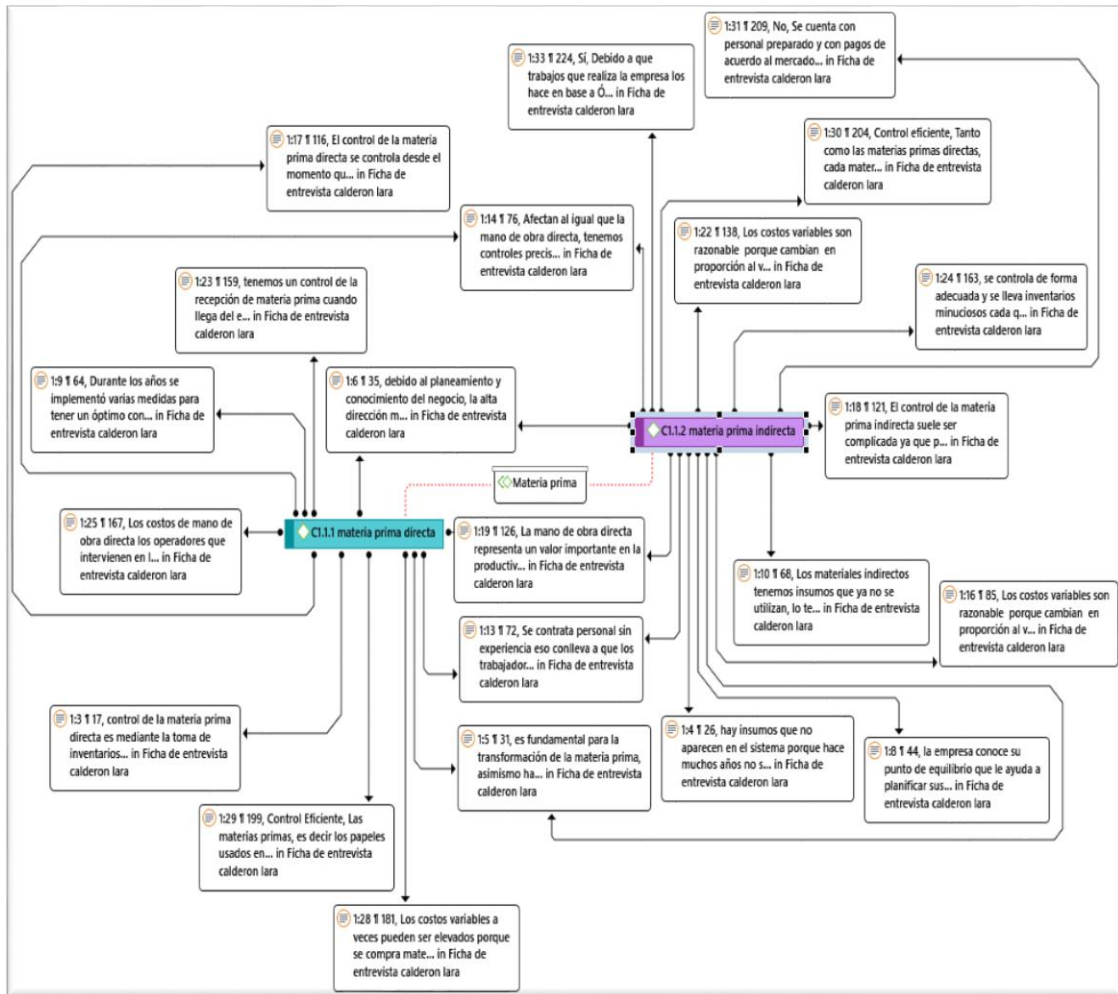 1:31 ¶ 209, No, Se cuenta con
personal preparado y con pagos de
acuerdo al mercado... in Ficha de
entrevista calderon lara
1:33 ¶ 224, Sí, Debido a que
trabajos que realiza la empresa los
hace en base a Ó... in Ficha de
entrevista calderon lara
1:17 ¶ 116, El control de la materia
prima directa se controla desde el
momento qu... in Ficha de
entrevista calderon lara
1:30 ¶ 204, Control eficiente, Tanto
como las materias primas directas,
cada mater... in Ficha de
entrevista calderon lara
1:14 ¶ 76, Afectan al igual que la
mano de obra directa, tenemos
controles precis... in Ficha de
entrevista calderon lara
1:22 ¶ 138, Los costos variables son
razonable porque cambian en
proporción al v... in Ficha de
entrevista calderon lara
1:23 ¶ 159, tenemos un control de la
recepción de materia prima cuando
llega del e... in Ficha de entrevista
calderon lara
1:24 ¶ 163, se controla de forma
adecuada y se lleva inventarios
minuciosos cada q... in Ficha de
entrevista calderon lara
1:9 ¶ 64, Durante los años se
implementó varias medidas para
tener un óptimo con... in Ficha de
entrevista calderon lara
1:6 ¶ 35, debido al planeamiento y
conocimiento del negocio, la alta
dirección m... in Ficha de entrevista
calderon lara
C1.1.2 materia prima indirecta
1:18 ¶ 121, El control de la materia
prima indirecta suele ser
complicada ya que p... in Ficha de
entrevista calderon lara
Materia prima
1:25 ¶ 167, Los costos de mano de
obra directa los operadores que
intervienen en l... in Ficha de
entrevista calderon lara
C1.1.1 materia prima directa
1:19 ¶ 126, La mano de obra directa
representa un valor importante en la
productiv... in Ficha de entrevista
calderon lara
1:10 ¶ 68, Los materiales indirectos
tenemos insumos que ya no se
utilizan, lo te... in Ficha de entrevista
calderon lara
1:16 ¶ 85, Los costos variables son
razonable porque cambian en
proporción al v... in Ficha de
entrevista calderon lara
1:13 ¶ 72, Se contrata personal sin
experiencia eso conlleva a que los
trabajador... in Ficha de entrevista
calderon lara
1:3 ¶ 17, control de la materia prima
directa es mediante la toma de
inventarios... in Ficha de entrevista
calderon lara
1:5 ¶ 31, es fundamental para la
transformación de la materia prima,
asimismo ha... in Ficha de entrevista
calderon lara
1:4 ¶ 26, hay insumos que no
aparecen en el sistema porque hace
muchos años no s... in Ficha de
entrevista calderon lara
1:8 ¶ 44, la empresa conoce su
punto de equilibrio que le ayuda a
planificar sus... in Ficha de
entrevista calderon lara
1:29 ¶ 199, Control Eficiente, Las
materias primas, es decir los papeles
usados en... in Ficha de entrevista
calderon lara
1:28 ¶ 181, Los costos variables a
veces pueden ser elevados porque
se compra mate... in Ficha de
entrevista calderon lara